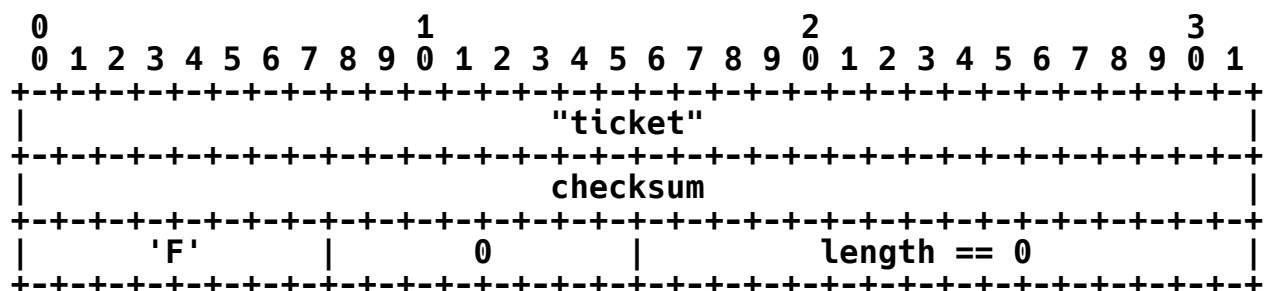 0                   1                   2                   3
 0 1 2 3 4 5 6 7 8 9 0 1 2 3 4 5 6 7 8 9 0 1 2 3 4 5 6 7 8 9 0 1
+-+-+-+-+-+-+-+-+-+-+-+-+-+-+-+-+-+-+-+-+-+-+-+-+-+-+-+-+-+-+-+-+
|                           "ticket"                            |
+-+-+-+-+-+-+-+-+-+-+-+-+-+-+-+-+-+-+-+-+-+-+-+-+-+-+-+-+-+-+-+-+
|                           checksum                            |
+-+-+-+-+-+-+-+-+-+-+-+-+-+-+-+-+-+-+-+-+-+-+-+-+-+-+-+-+-+-+-+-+
|      'F'      |       0       |         length == 0           |
+-+-+-+-+-+-+-+-+-+-+-+-+-+-+-+-+-+-+-+-+-+-+-+-+-+-+-+-+-+-+-+-+